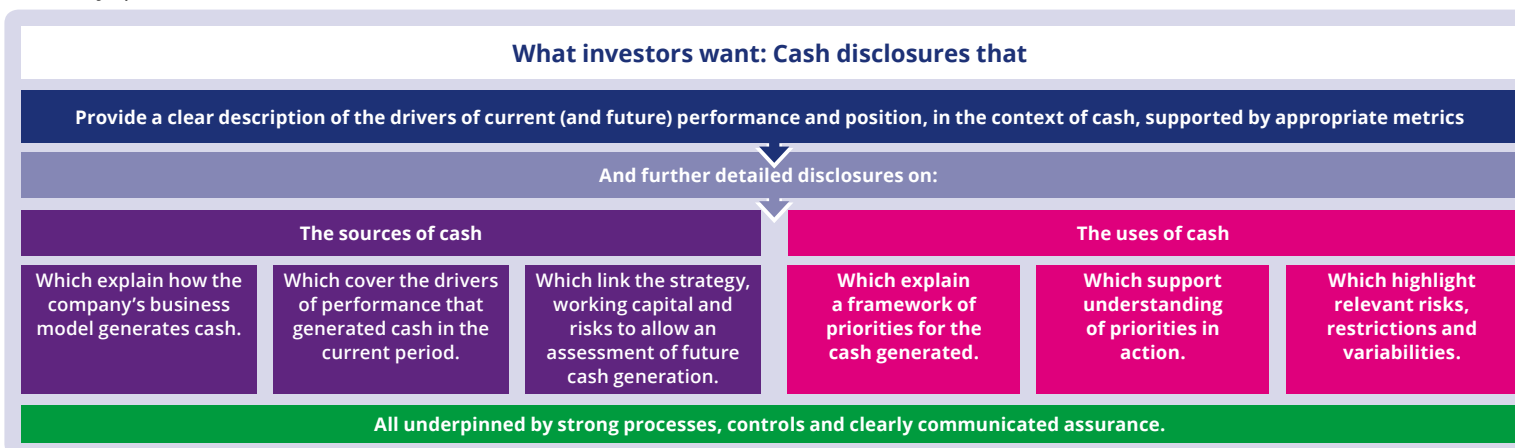 What investors want: Cash disclosures that
Provide a clear description of the drivers of current (and future) performance and position, in the context of cash, supported by appropriate metrics
And further detailed disclosures on:
The sources of cash
Which explain how the
company's business
model generates cash.
Which cover the drivers
of performance that
generated cash in the
current period.
Which link the strategy,
working capital and
risks to allow an
assessment of future
cash generation.
The uses of cash
Which explain
a framework of
priorities for the
cash generated.
Which support
understanding
of priorities in
action.
Which highlight
relevant risks,
restrictions and
variabilities.
All underpinned by strong processes, controls and clearly communicated assurance.